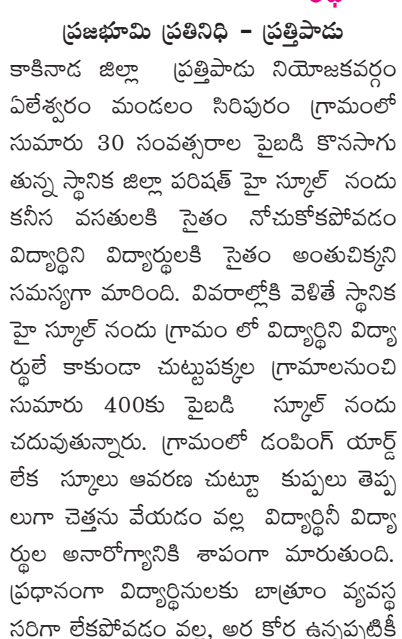 ప్రజభూమి ప్రతినిధి - ప్రత్తిపాడు
కాకినాడ జిల్లా ప్రత్తిపాడు నియోజకవర్గం
ఏలేశ్వరం మండలం సిరిపురం గ్రామంలో
సుమారు 30 సంవత్సరాల పైబడి కొనసాగు
తున్న స్థానిక జిల్లా పరిషత్ హై స్కూల్ నందు
కనీస వసతులకి సైతం నోచుకోకపోవడం
విద్యార్థిని విద్యార్థులకి సైతం అంతుచిక్కని
సమస్యగా మారింది. వివరాల్లోకి వెళితే స్థానిక
హై స్కూల్ నందు గ్రామం లో విద్యార్థిని విద్యా
ర్థులే కాకుండా చుట్టుపక్కల గ్రామాలనుంచి
సుమారు 400కు పైబడి స్కూల్ నందు
చదువుతున్నారు. గ్రామంలో డంపింగ్ యార్డ్
లేక స్కూలు ఆవరణ చుట్టూ కుప్పలు తెప్ప
లుగా చెత్తను వేయడం వల్ల విద్యార్థినీ విద్యా
ర్థుల అనారోగ్యానికి శాపంగా మారుతుంది.
ప్రధానంగా విద్యార్థినులకు బాత్రూం వ్యవస్థ
సరిగా లేకపోవడం వల్ల, అర కోర ఉన్నప్పటికీ